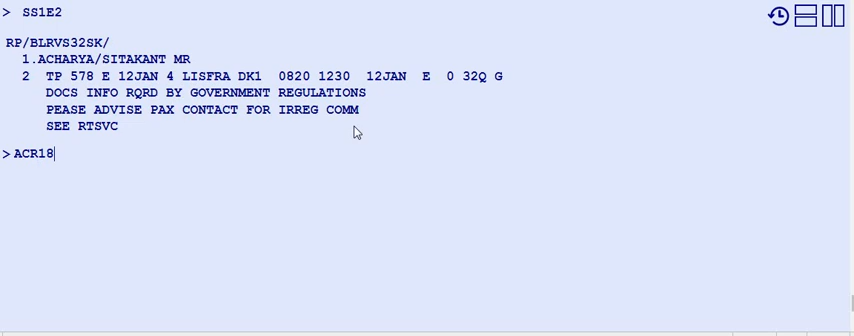 > SS1E2
RP/BLRVS32SK/
1.ACHARYA/SITAKANT MR
2 TP 578 E 12JAN 4 LISFRA DK1 0820 1230 12JAN E 0 32Q G
DOCS INFO RQRD BY GOVERNMENT REGULATIONS
PEASE ADVISE PAX CONTACT FOR IRREG COMM
SEE RTSVC
> ACR18